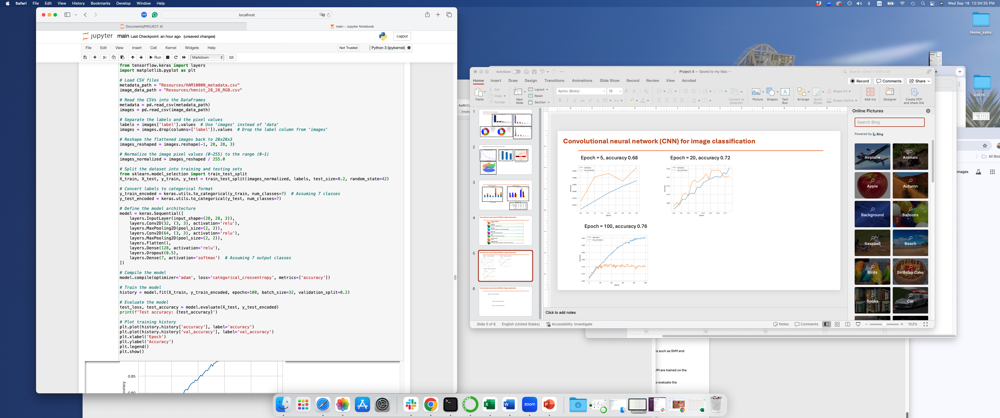 Safari File Edit View History Bookmarks Develop Window Help
Wed Sep 18 12:34:35 PM
localhost
Documents/PROJECT 4/
main - Jupyter Notebook
jupyter main Last Checkpoint: an hour ago (unsaved changes)
Logout
File Edit View Insert Cell Kernel Widgets Help
Not Trusted
Python 3 (ipykernel)
Run
Markdown
from tensorflow.keras import layers
import matplotlib.pyplot as plt
# Load CSV files
metadata_path = "Resources/HAM10000_metadata.csv"
image_data_path = "Resources/hmnist_28_28_RGB.csv"
# Read the CSVs into the DataFrames
metadata = pd.read_csv(metadata_path)
images = pd.read_csv(image_data_path)
# Separate the labels and the pixel values
labels = images['label'].values # Use 'images' instead of 'data'
images = images.drop(columns=['label']).values # Drop the label column from 'images'
# Reshape the flattened images back to 28x28x3
images_reshaped = images.reshape(-1, 28, 28, 3)
# Normalize the image pixel values (0-255) to the range (0-1)
images_normalized = images_reshaped / 255.0
# Split the dataset into training and testing sets
from sklearn.model_selection import train_test_split
X_train, X_test, y_train, y_test = train_test_split(images_normalized, labels, test_size=0.2, random_state=42)
# Convert labels to categorical format
y_train_encoded = keras.utils.to_categorical(y_train, num_classes=7) # Assuming 7 classes
y_test_encoded = keras.utils.to_categorical(y_test, num_classes=7)
# Define the model architecture
model = keras.Sequential([
layers.InputLayer(input_shape=(28, 28, 3)),
layers.Conv2D(32, (3, 3), activation='relu'),
layers.MaxPooling2D(pool_size=(2, 2)),
layers.Conv2D(64, (3, 3), activation='relu'),
layers.MaxPooling2D(pool_size=(2, 2)),
layers.Flatten(),
layers.Dense(128, activation='relu'),
layers.Dropout(0.5),
layers.Dense(7, activation='softmax') # Assuming 7 output classes
])
# Compile the model
model.compile(optimizer='adam', loss='categorical_crossentropy', metrics=['accuracy'])
# Train the model
history = model.fit(X_train, y_train_encoded, epochs=100, batch_size=32, validation_split=0.2)
# Evaluate the model
test_loss, test_accuracy = model.evaluate(X_test, y_test_encoded)
print(f'Test accuracy: {test_accuracy}')
# Plot training history
plt.plot(history.history['accuracy'], label='accuracy')
plt.plot(history.history['val_accuracy'], label='val_accuracy')
plt.xlabel('Epoch')
plt.ylabel('Accuracy')
plt.legend()
plt.show()
0.85
0.80
curacy
AutoSave
Project 4 — Saved to my Mac
Search (Cmd + Ctrl + U)
Home Insert Draw Design Transitions Animations Slide Show Record Review View Acrobat
Record
Comments
Share
Paste
Cut
Copy
Format
New Slide
Layout
Reset
Section
Aptos (Body)
18
Convert to SmartArt
Picture
Shapes
Text Box
Arrange
Quick Styles
Shape Fill
Shape Outline
Add-ins
Designer
Create PDF and share link
1
2
3
4
5
6
Convolutional neural network (CNN) for image classification
Epoch = 5, accuracy 0.68
Epoch = 20, accuracy 0.72
Epoch = 100, accuracy 0.76
Online Pictures
Search Bing
Powered by Bing
Airplane
Animals
Apple
Autumn
Background
Balloons
Baseball
Beach
Birds
Birthday Cake
Books
Car
Click to add notes
Slide 5 of 6
English (United States)
Accessibility: Investigate
Notes
Comments
102%
AaBbCc
Empha
ls such as SVM and
VM are trained on the
o evaluate the
Home_sales
USCIS
All Boo
mages
zoom
python